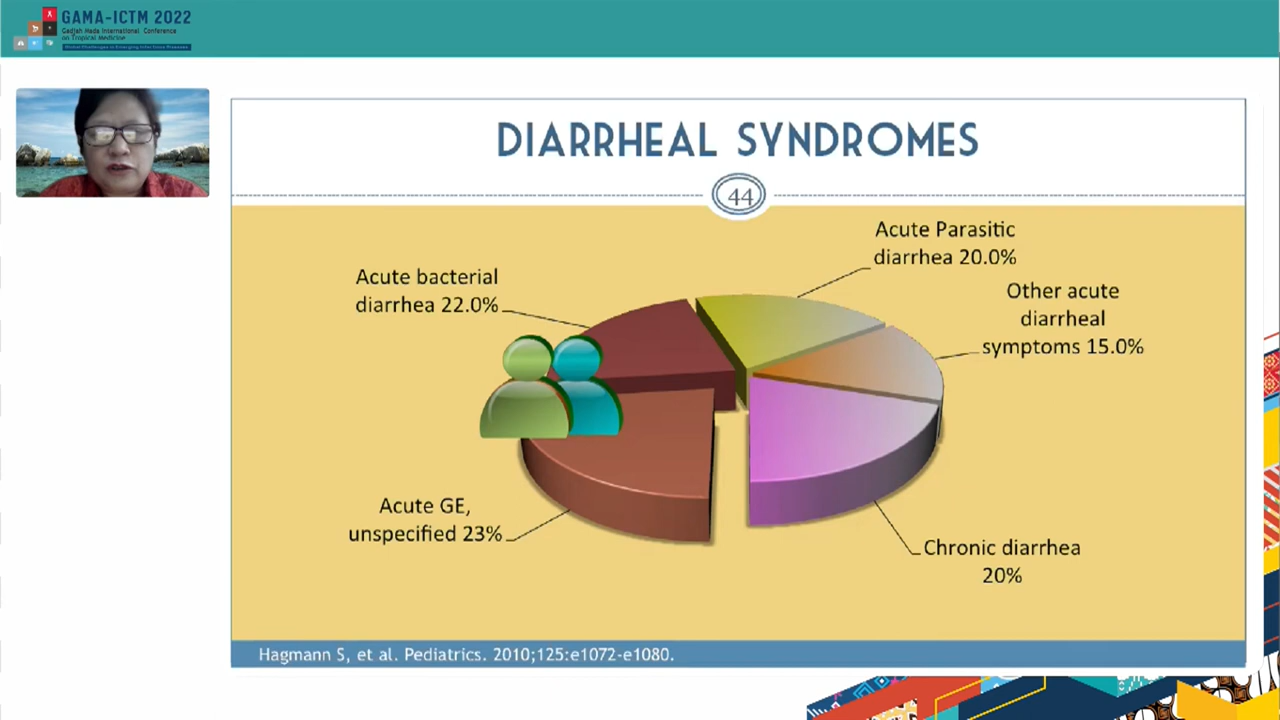 GAMA-ICTM 2022
Gadjah Mada International Conference
on Tropical Medicine
DIARRHEAL SYNDROMES
44
Acute Parasitic
diarrhea 20.0%
Acute bacterial
diarrhea 22.0%
Other acute
diarrheal
symptoms 15.0%
Acute GE,
unspecified 23%
Chronic diarrhea
20%
Hagmann S, et al. Pediatrics. 2010;125:e1072-e1080.